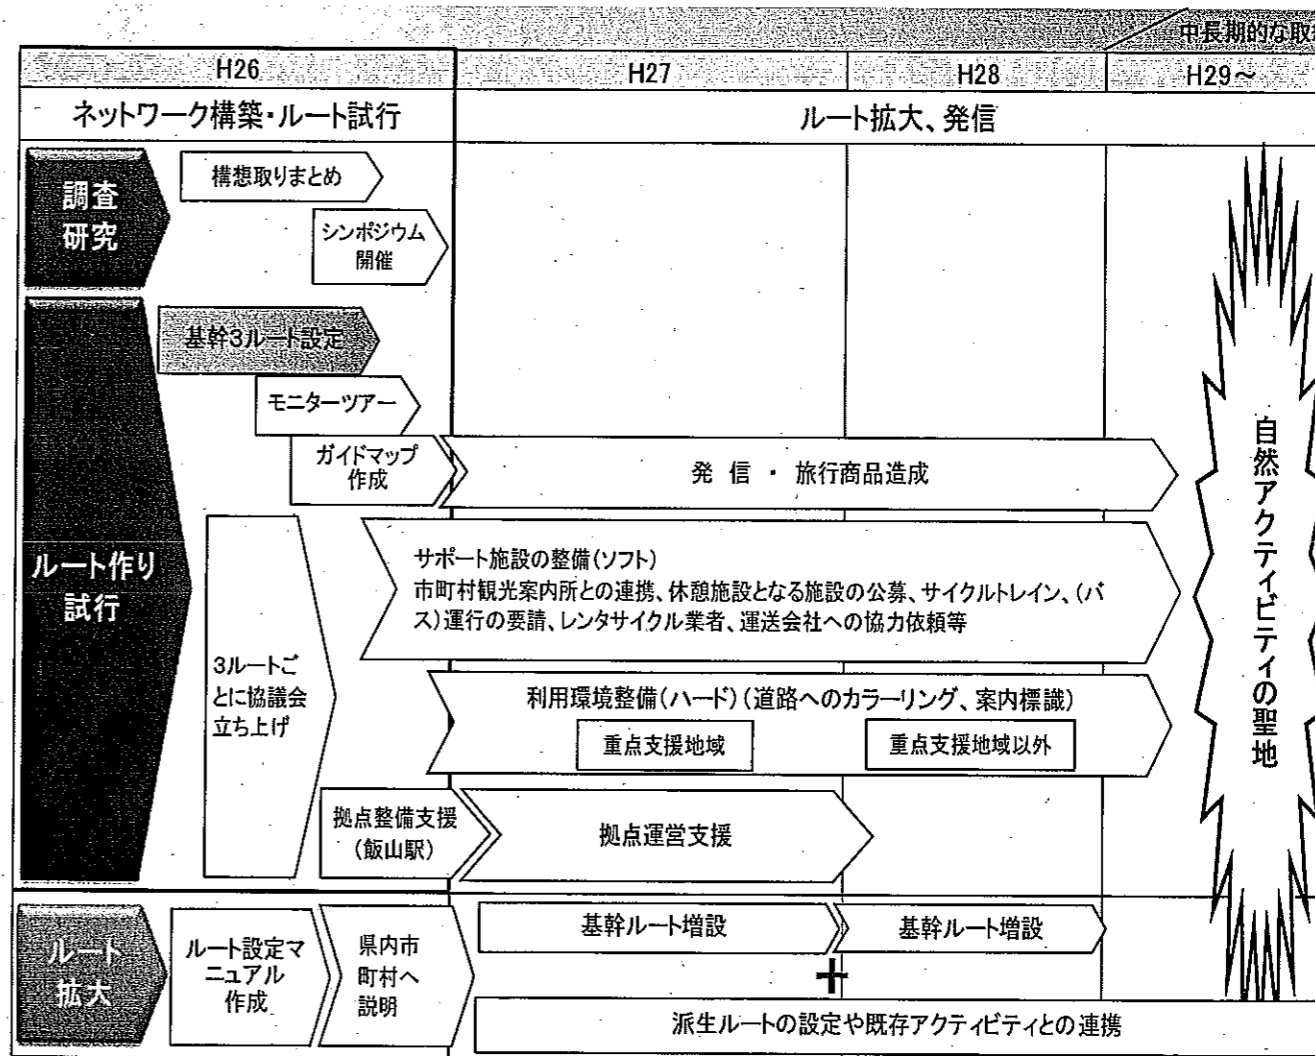 中長期的な取
H26
H27
H28
H29～
ネットワーク構築・ルート試行
ルート拡大、発信
調査
研究
構想取りまとめ
シンポジウム
開催
ルート作り
試行
基幹3ルート設定
モニターツアー
ガイドマップ
作成
発信・旅行商品造成
サポート施設の整備(ソフト)
市町村観光案内所との連携、休憩施設となる施設の公募、サイクルトレイン、(バ
ス)運行の要請、レンタサイクル業者、運送会社への協力依頼等
3ルートご
とに協議会
立ち上げ
利用環境整備(ハード)(道路へのカラーリング、案内標識)
重点支援地域
重点支援地域以外
拠点整備支援
(飯山駅)
拠点運営支援
自然アクティビティの聖地
ルート
拡大
ルート設定マ
ニュアル
作成
県内市
町村へ
説明
基幹ルート増設
基幹ルート増設
+
派生ルートの設定や既存アクティビティとの連携